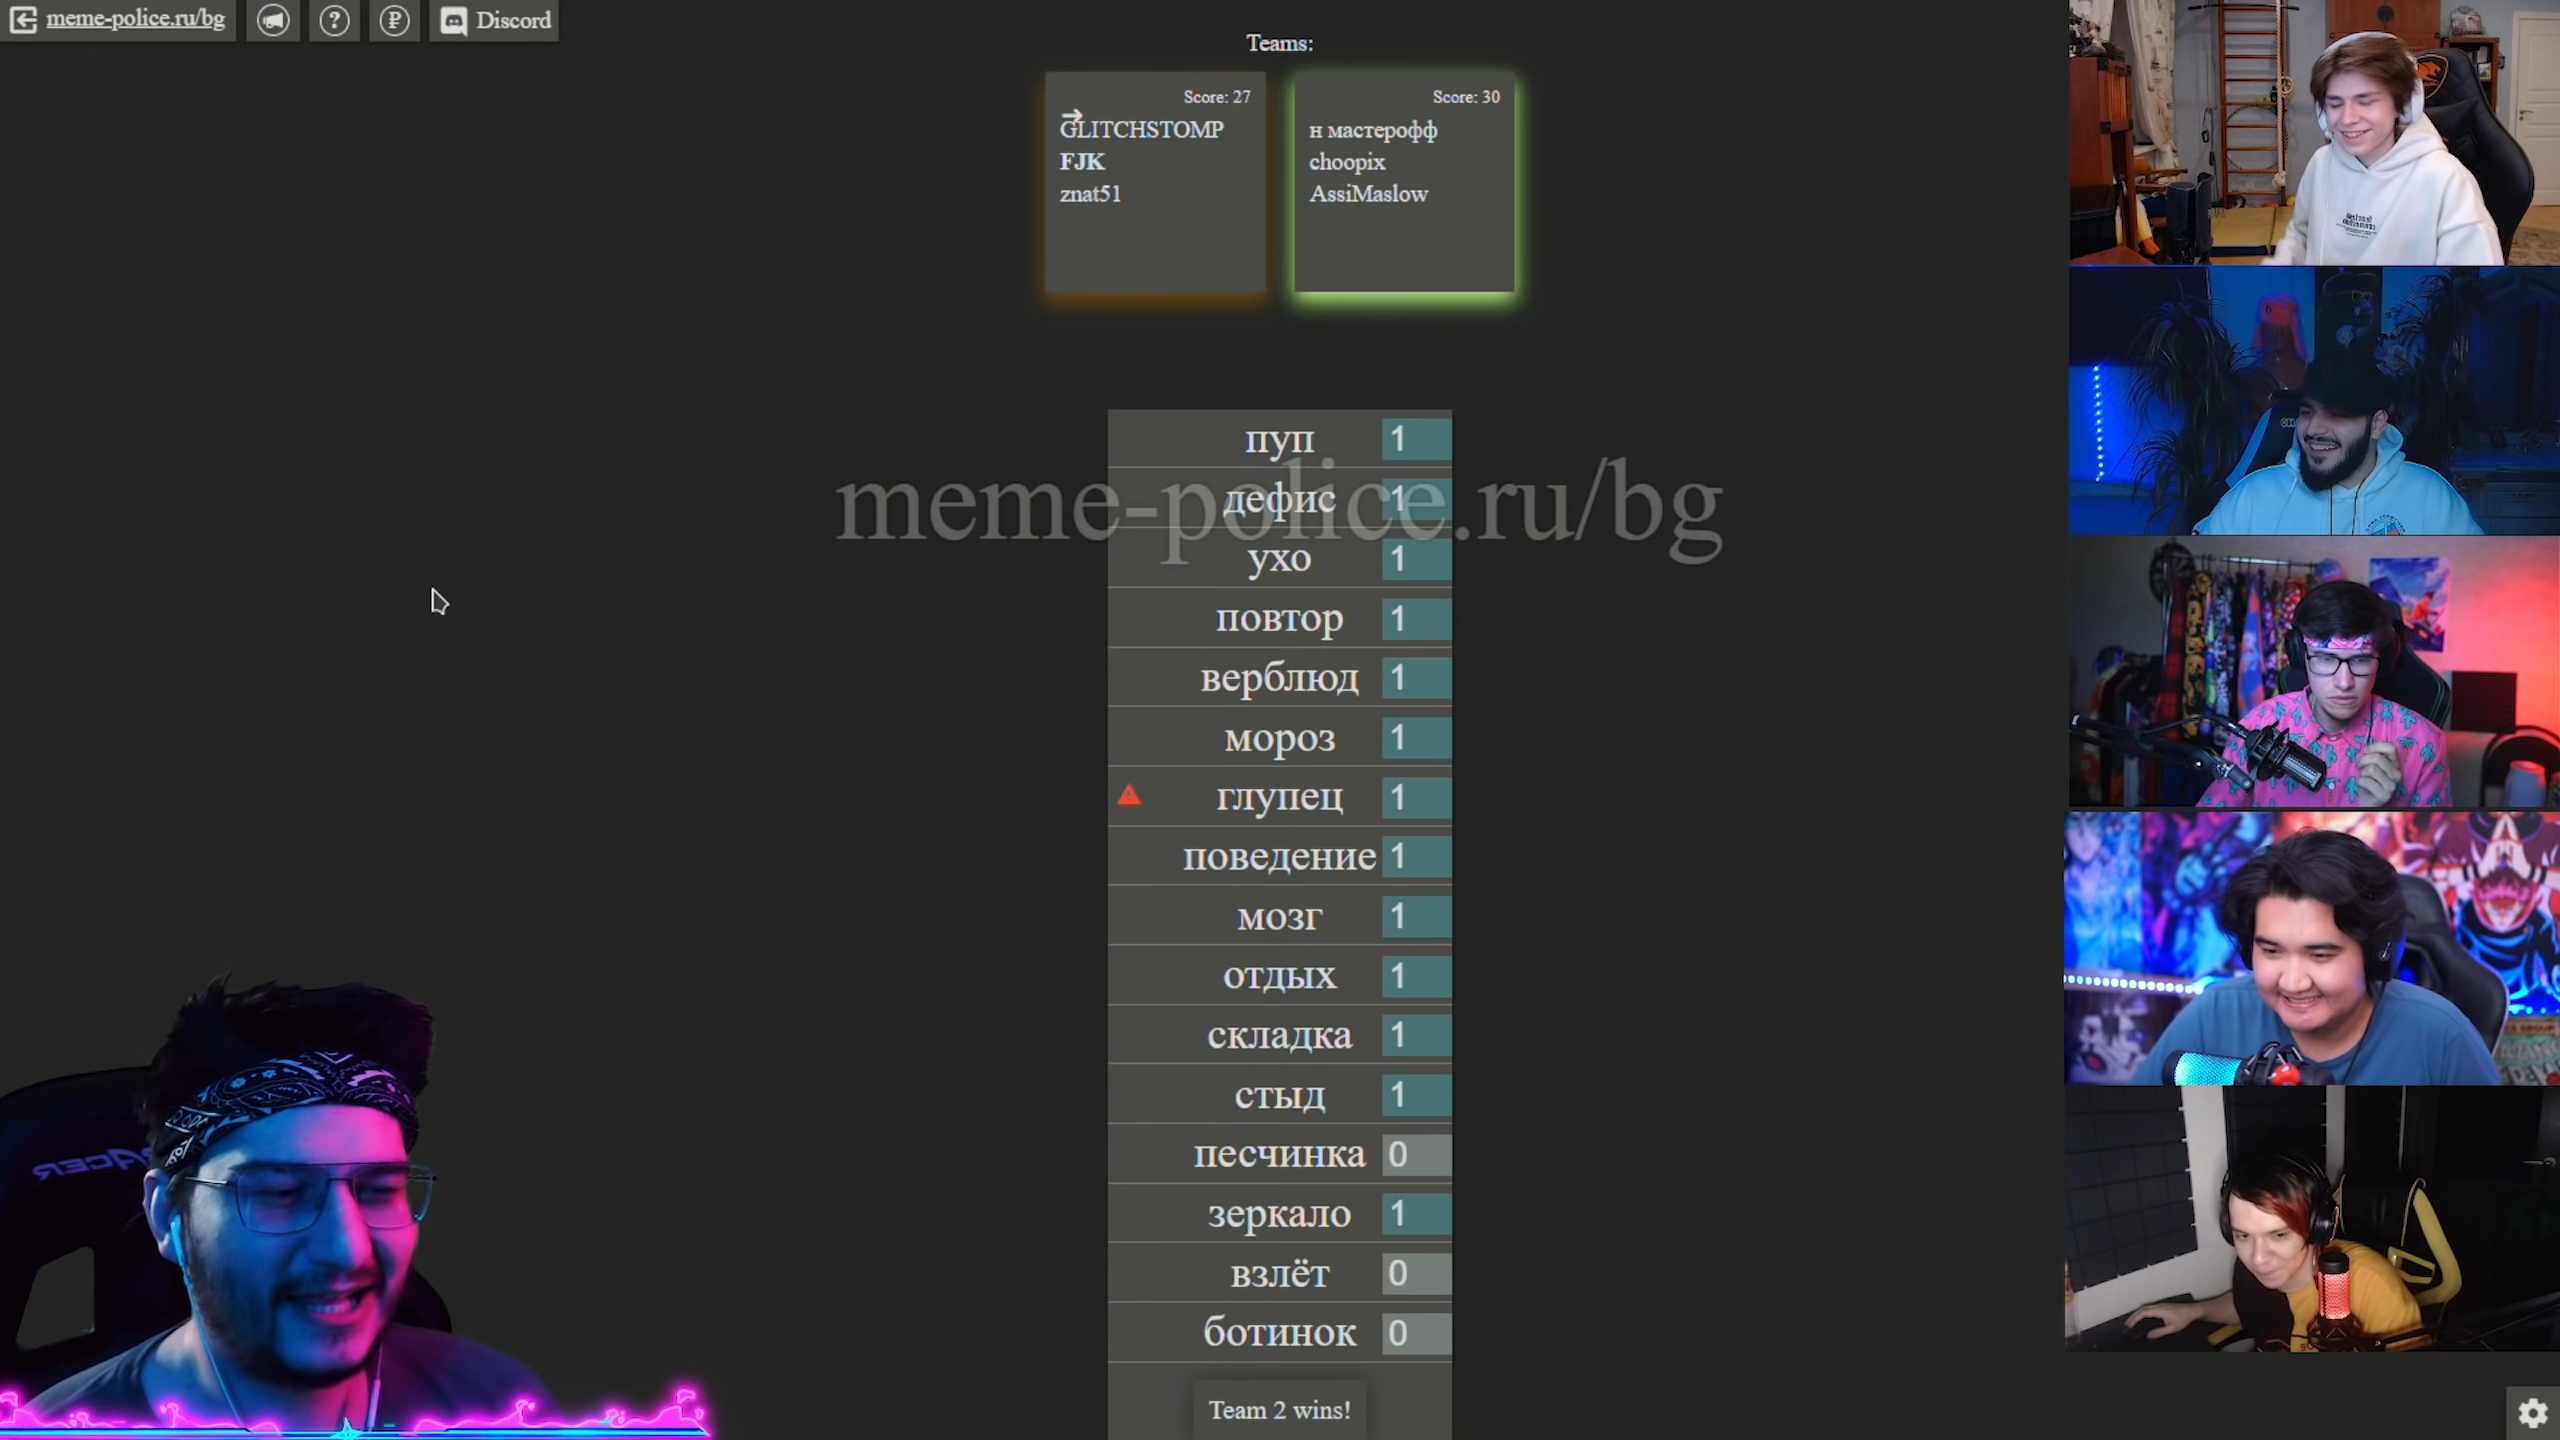 meme-police.ru/bg
Discord
Teams:
Score: 27
GLITCHSTOMP
FJK
znat51
Score: 30
н мастерофф
choopix
AssiMaslow
meme-police.ru/bg
пуп 1
дефис 1
ухо 1
повтор 1
верблюд 1
мороз 1
глупец 1
поведение 1
мозг 1
отдых 1
складка 1
стыд 1
песчинка 0
зеркало 1
взлёт 0
ботинок 0
Team 2 wins!